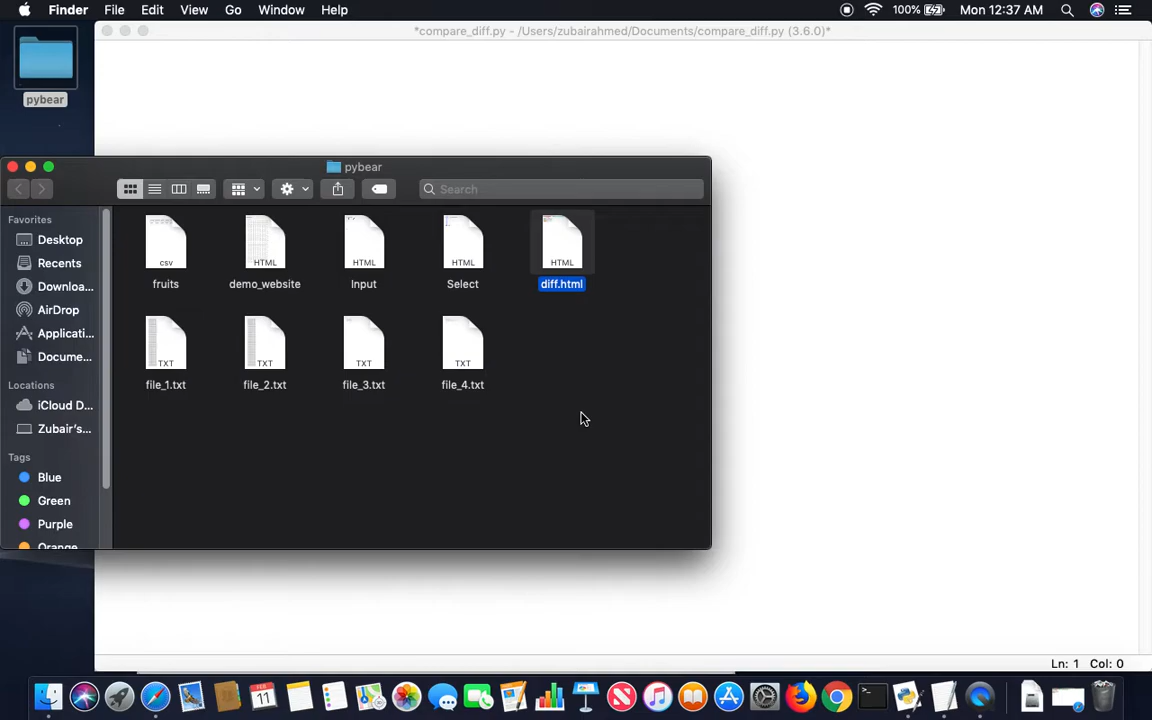 Finder File Edit View Go Window Help 100% Mon 12:37 AM
*compare_diff.py - /Users/zubairahmed/Documents/compare_diff.py (3.6.0)*
pybear
pybear
Search
Favorites
Desktop
Recents
Downloa...
AirDrop
Applicati...
Docume...
Locations
iCloud D...
Zubair's...
Tags
Blue
Green
Purple
Orange
csv HTML HTML HTML HTML
fruits demo_website Input Select diff.html
TXT TXT TXT TXT
file_1.txt file_2.txt file_3.txt file_4.txt
Ln: 1 Col: 0
FEB
11